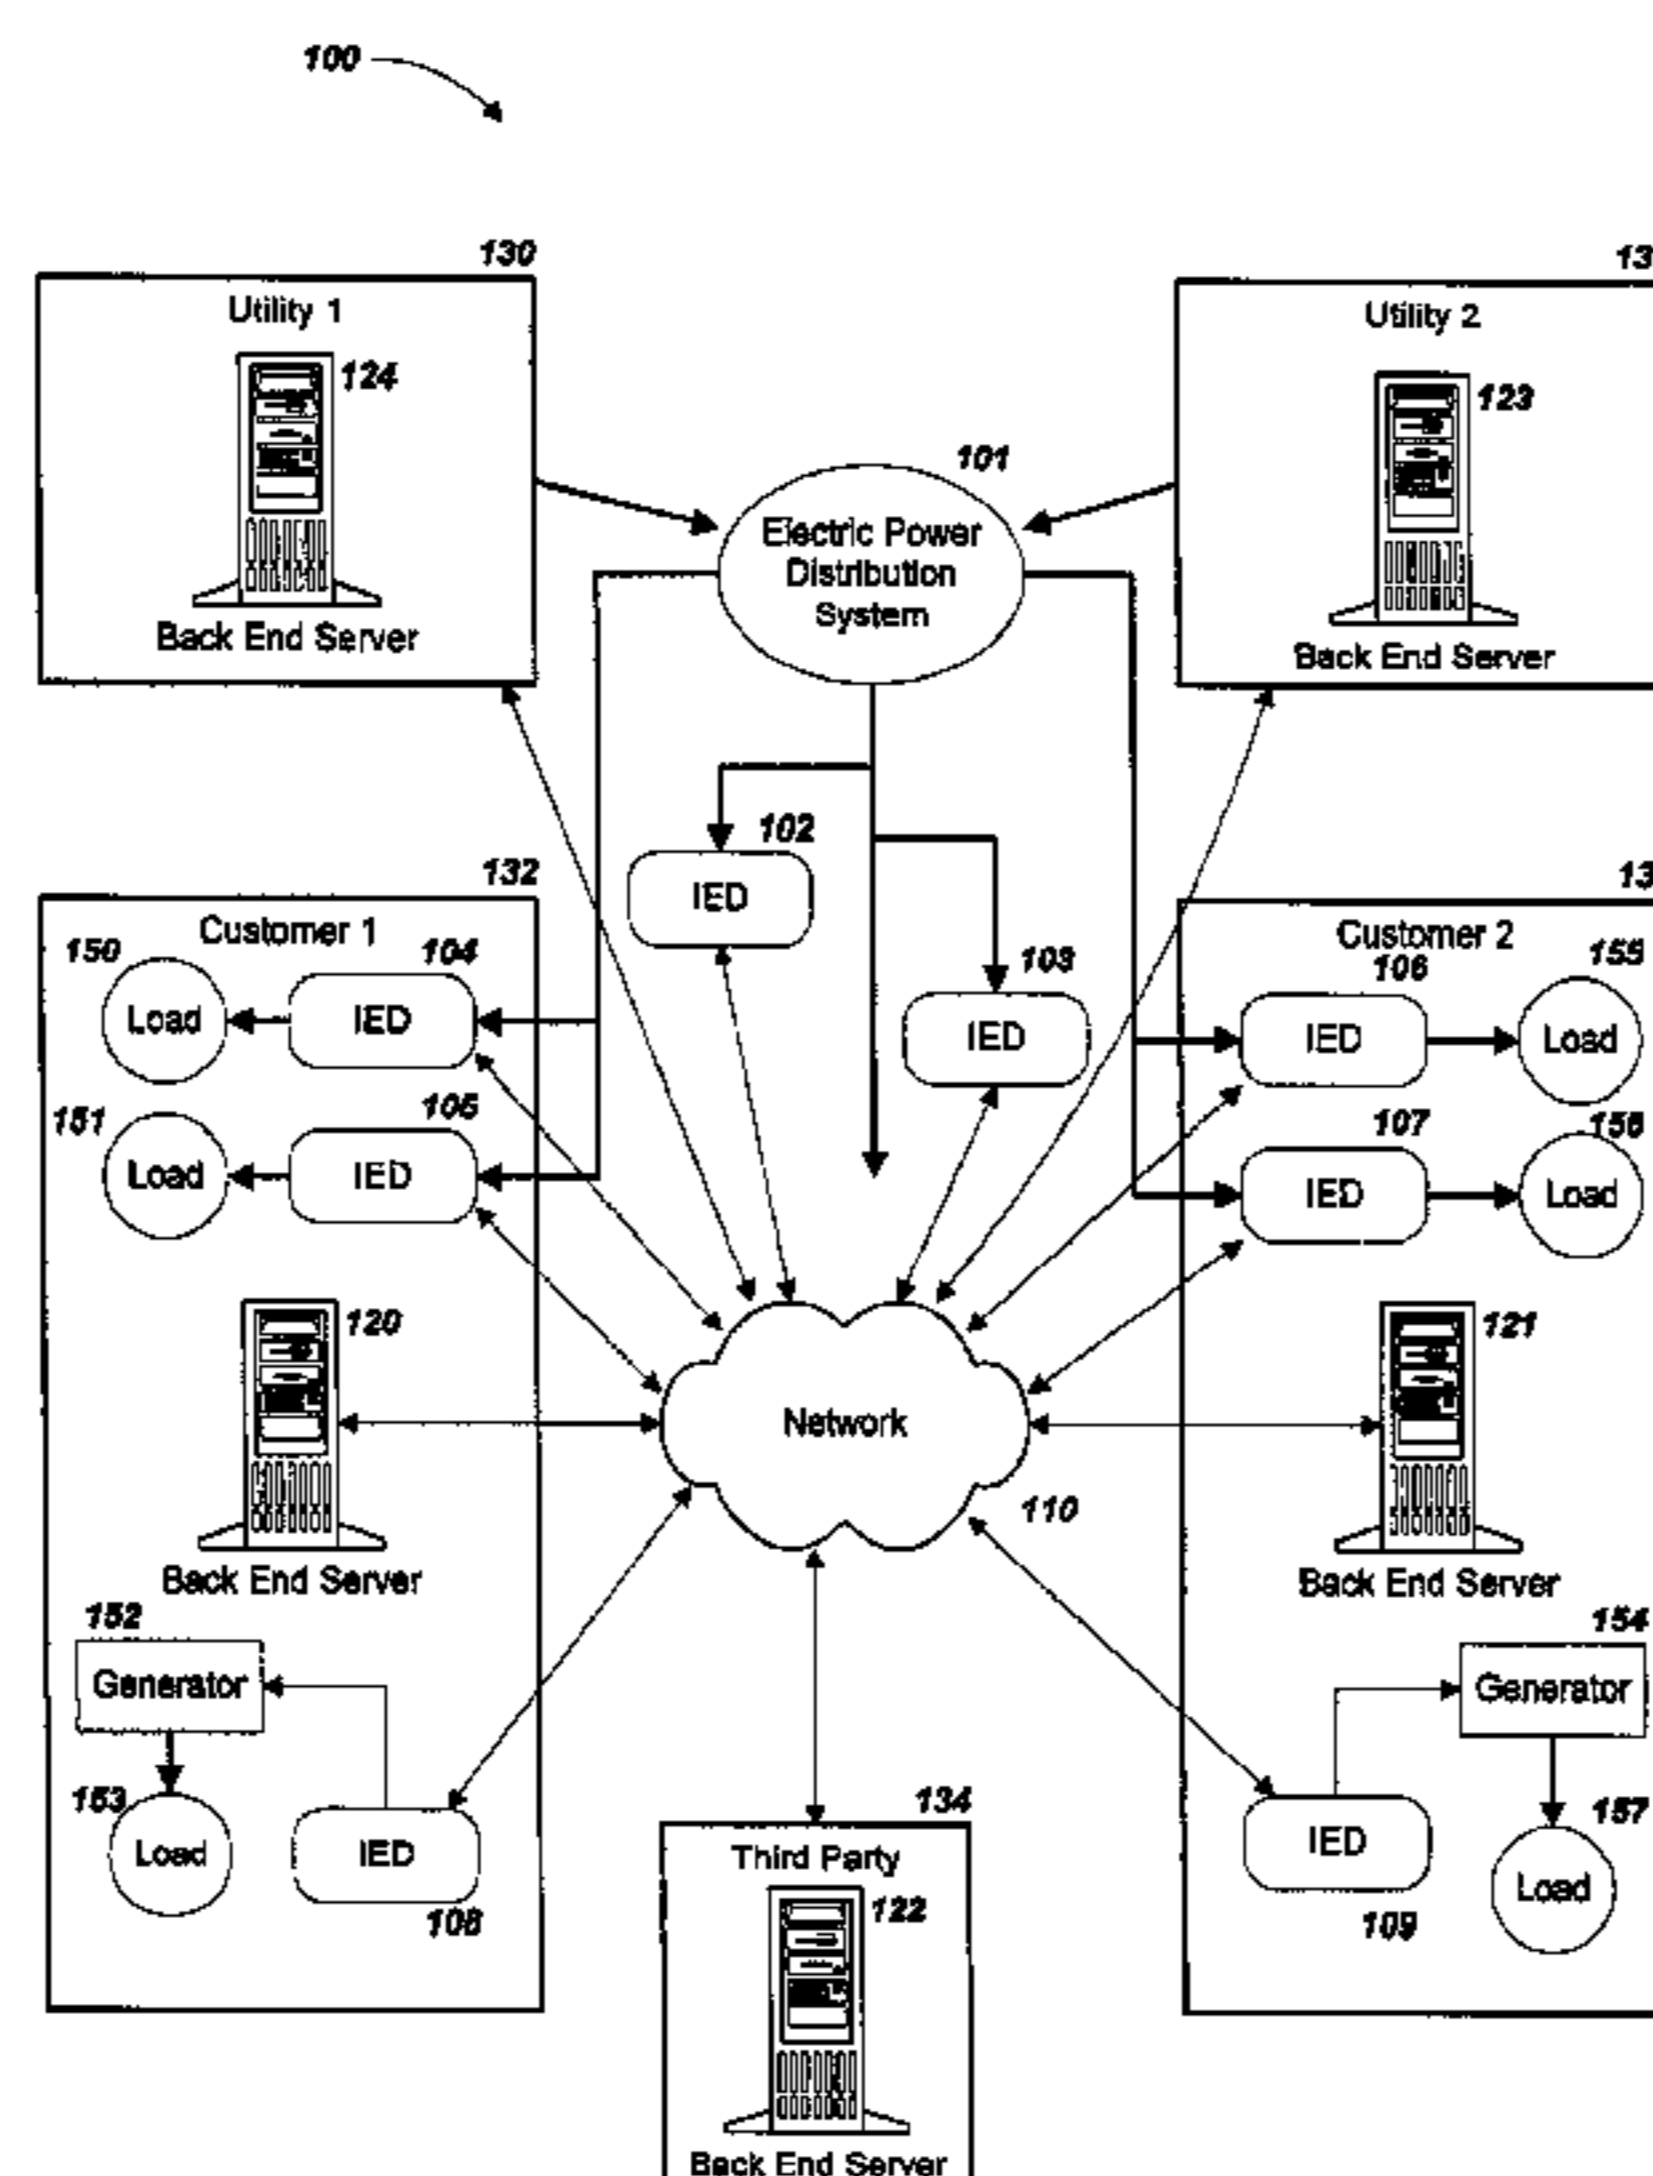 100
130
Utility 1
124
Back End Server
13
Utility 2
123
Back End Server
101
Electric Power
Distribution
System
102
IED
103
IED
132
Customer 1
150
104
Load
IED
151
105
Load
IED
120
Back End Server
152
Generator
153
Load
IED
108
13
Customer 2
106
155
IED
Load
107
156
IED
Load
121
Back End Server
154
Generator
157
IED
Load
109
Network
110
134
Third Party
122
Back End Server